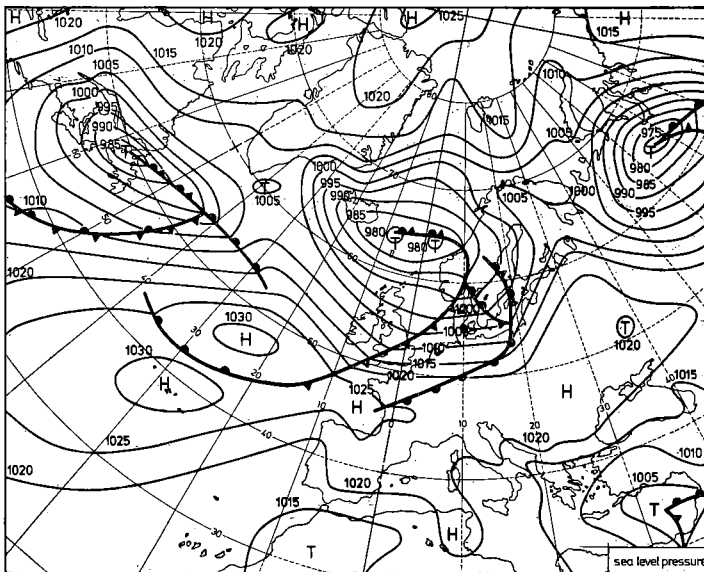 H 1020 H H 1025 H
1020 1015
1010 1015 1020
1005 1010
1000 1020
995 1015 975
990 1005
985 T
1000 980
T 1000 985
1005 995 1005 990
990 995
1010 985
980 T T
980
1020
1030
H 1000
1005
1030 1010 T
1015 1020
H 1020 1015
1025 H
H
1025 1020 1010
1020 1020 1005
1015 T
H
T
sea level pressure